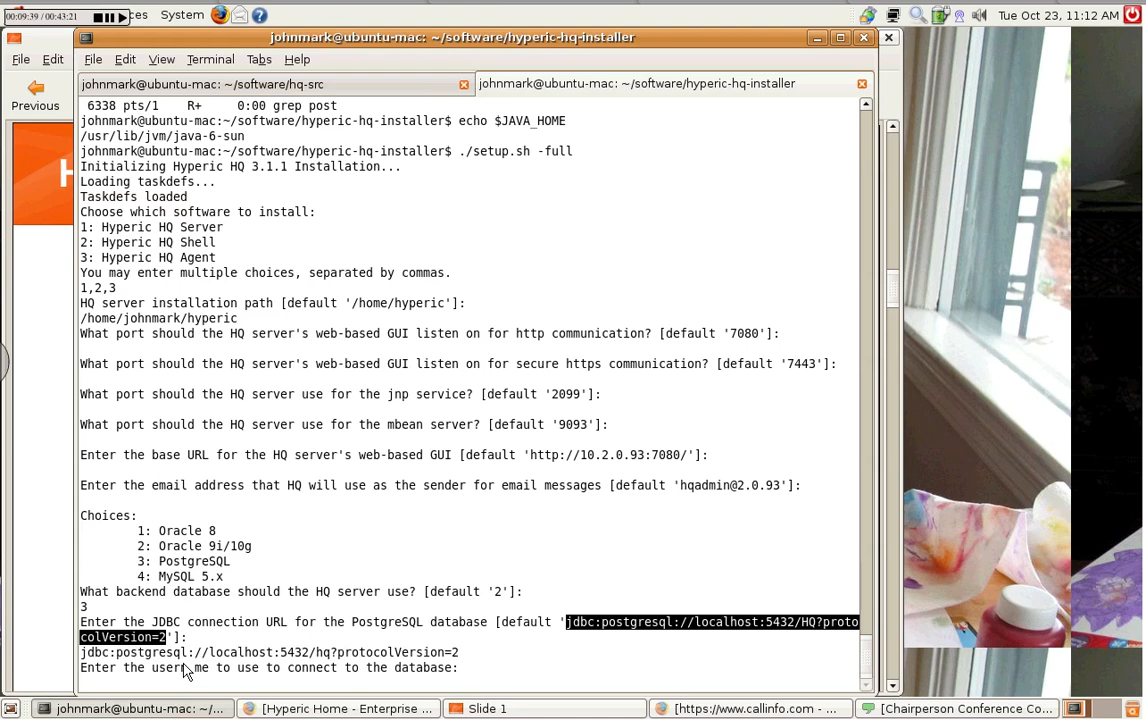 00:09:39 / 00:43:21
ces System
Tue Oct 23, 11:12 AM
johnmark@ubuntu-mac: ~/software/hyperic-hq-installer
File Edit
File Edit View Terminal Tabs Help
Previous
johnmark@ubuntu-mac: ~/software/hq-src
johnmark@ubuntu-mac: ~/software/hyperic-hq-installer
H
6338 pts/1 R+ 0:00 grep post
johnmark@ubuntu-mac:~/software/hyperic-hq-installer$ echo $JAVA_HOME
/usr/lib/jvm/java-6-sun
johnmark@ubuntu-mac:~/software/hyperic-hq-installer$ ./setup.sh -full
Initializing Hyperic HQ 3.1.1 Installation...
Loading taskdefs...
Taskdefs loaded
Choose which software to install:
1: Hyperic HQ Server
2: Hyperic HQ Shell
3: Hyperic HQ Agent
You may enter multiple choices, separated by commas.
1,2,3
HQ server installation path [default '/home/hyperic']:
/home/johnmark/hyperic
What port should the HQ server's web-based GUI listen on for http communication? [default '7080']:
What port should the HQ server's web-based GUI listen on for secure https communication? [default '7443']:
What port should the HQ server use for the jnp service? [default '2099']:
What port should the HQ server use for the mbean server? [default '9093']:
Enter the base URL for the HQ server's web-based GUI [default 'http://10.2.0.93:7080/']:
Enter the email address that HQ will use as the sender for email messages [default 'hqadmin@2.0.93']:
Choices:
1: Oracle 8
2: Oracle 9i/10g
3: PostgreSQL
4: MySQL 5.x
What backend database should the HQ server use? [default '2']:
3
Enter the JDBC connection URL for the PostgreSQL database [default 'jdbc:postgresql://localhost:5432/HQ?proto
colVersion=2']:
jdbc:postgresql://localhost:5432/hq?protocolVersion=2
Enter the username to use to connect to the database:
johnmark@ubuntu-mac: ~/...
[Hyperic Home - Enterprise ...
Slide 1
[https://www.callinfo.com - ...
[Chairperson Conference Co...